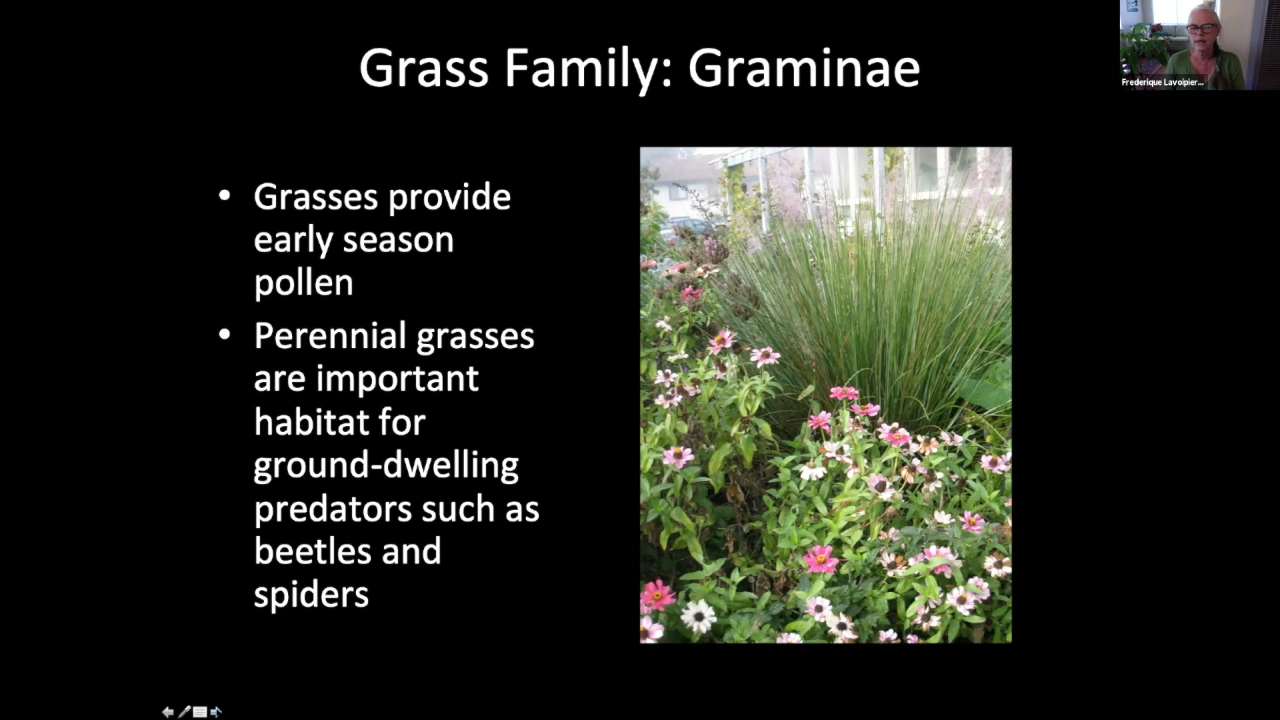 Grass Family: Graminae
Frederique Lavoipier...
• Grasses provide
early season
pollen
• Perennial grasses
are important
habitat for
ground-dwelling
predators such as
beetles and
spiders